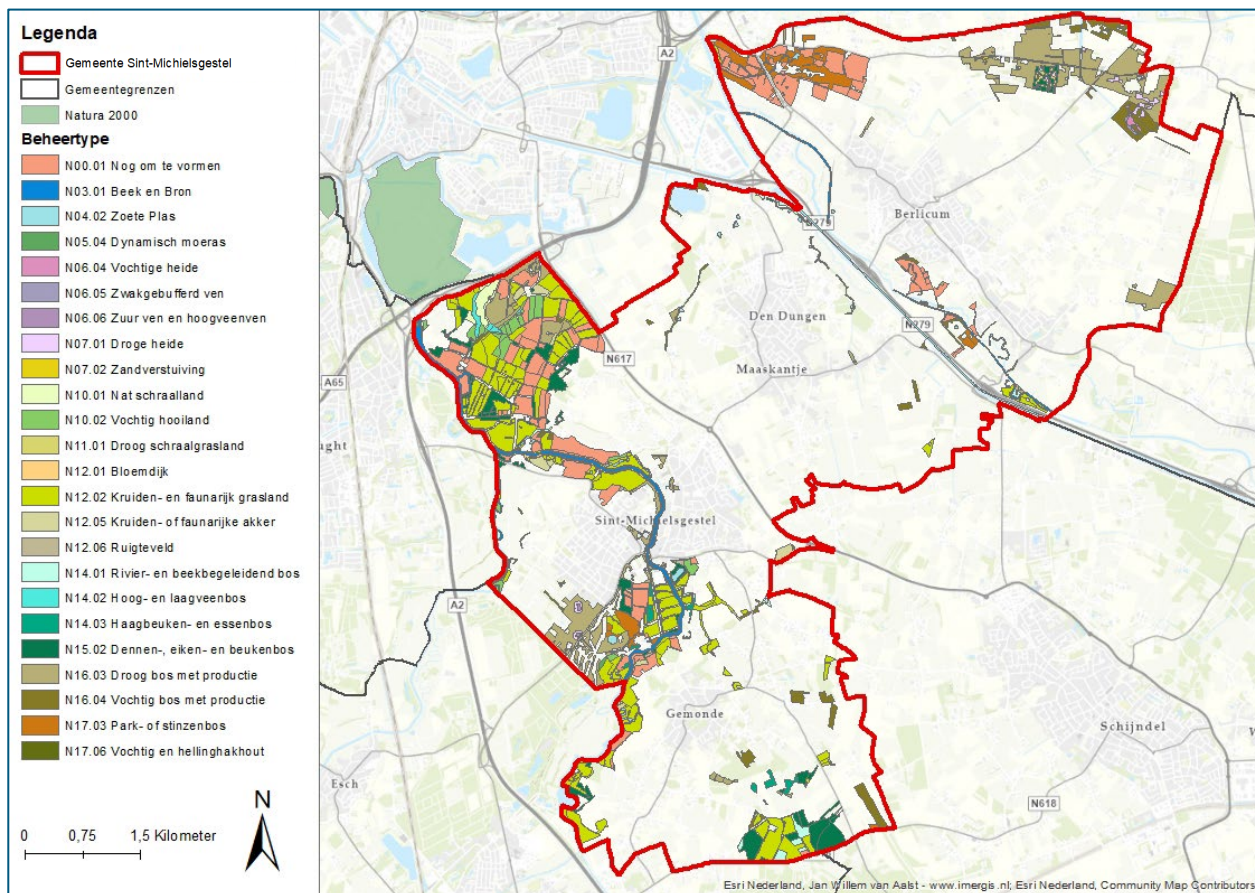 Legenda
Gemeente Sint-Michielsgestel
Gemeentegrenzen
Natura 2000
Beheertype
N00.01 Nog om te vormen
N03.01 Beek en Bron
N04.02 Zoete Plas
N05.04 Dynamisch moeras
N06.04 Vochtige heide
N06.05 Zwakgebufferd ven
N06.06 Zuur ven en hoogveenven
N07.01 Droge heide
N07.02 Zandverstuiving
N10.01 Nat schraalland
N10.02 Vochtig hooiland
N11.01 Droog schraalgrasland
N12.01 Bloemdijk
N12.02 Kruiden- en faunarijk grasland
N12.05 Kruiden- of faunarijke akker
N12.06 Ruigteveld
N14.01 Rivier- en beekbegeleidend bos
N14.02 Hoog- en laagveenbos
N14.03 Haagbeuken- en essenbos
N15.02 Dennen-, eiken- en beukenbos
N16.03 Droog bos met productie
N16.04 Vochtig bos met productie
N17.03 Park- of stinzenbos
N17.06 Vochtig en hellinghakhout
N
0 0,75 1,5 Kilometer
A2
Berlicum
N279
Den Dungen
N279
N617
Maaskantje
A65
ught
Sint-Michielsgestel
A2
Gemonde
Schijndel
Esch
N618
Esri Nederland, Jan Willem van Aalst - www.imergis.nl; Esri Nederland, Community Map Contributo